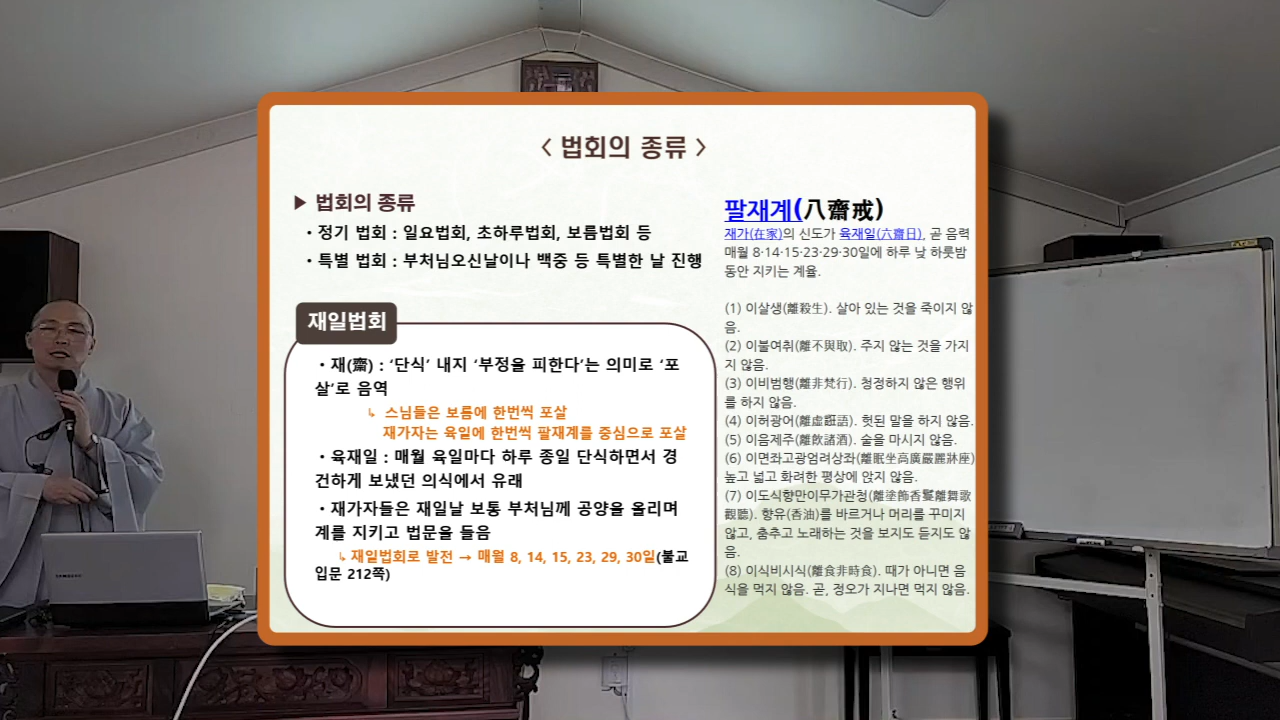 〈 법회의 종류 〉
▶ 법회의 종류
・정기 법회 : 일요법회, 초하루법회, 보름법회 등
・특별 법회 : 부처님오신날이나 백중 등 특별한 날 진행
재일법회
・재(齋) : ‘단식’ 내지 ‘부정을 피한다’는 의미로 ‘포
살’로 음역
↳ 스님들은 보름에 한번씩 포살
재가자는 육일에 한번씩 팔재계를 중심으로 포살
・육재일 : 매월 육일마다 하루 종일 단식하면서 경
건하게 보냈던 의식에서 유래
・재가자들은 재일날 보통 부처님께 공양을 올리며
계를 지키고 법문을 들음
↳ 재일법회로 발전 → 매월 8, 14, 15, 23, 29, 30일(불교
입문 212쪽)
팔재계(八齋戒)
재가(在家)의 신도가 육재일(六齋日), 곧 음력
매월 8·14·15·23·29·30일에 하루 낮 하룻밤
동안 지키는 계율.
(1) 이살생(離殺生). 살아 있는 것을 죽이지 않
음.
(2) 이불여취(離不與取). 주지 않는 것을 가지
지 않음.
(3) 이비범행(離非梵行). 청정하지 않은 행위
를 하지 않음.
(4) 이허광어(離虛誑語). 헛된 말을 하지 않음.
(5) 이음제주(離飮諸酒). 술을 마시지 않음.
(6) 이면좌고광엄려상좌(離眠坐高廣嚴麗牀座)
높고 넓고 화려한 평상에 앉지 않음.
(7) 이도식향만이무가관청(離塗飾香鬘離舞歌
觀聽). 향유(香油)를 바르거나 머리를 꾸미지
않고, 춤추고 노래하는 것을 보지도 듣지도 않
음.
(8) 이식비시식(離食非時食). 때가 아니면 음
식을 먹지 않음. 곧, 정오가 지나면 먹지 않음.
SAMSUNG